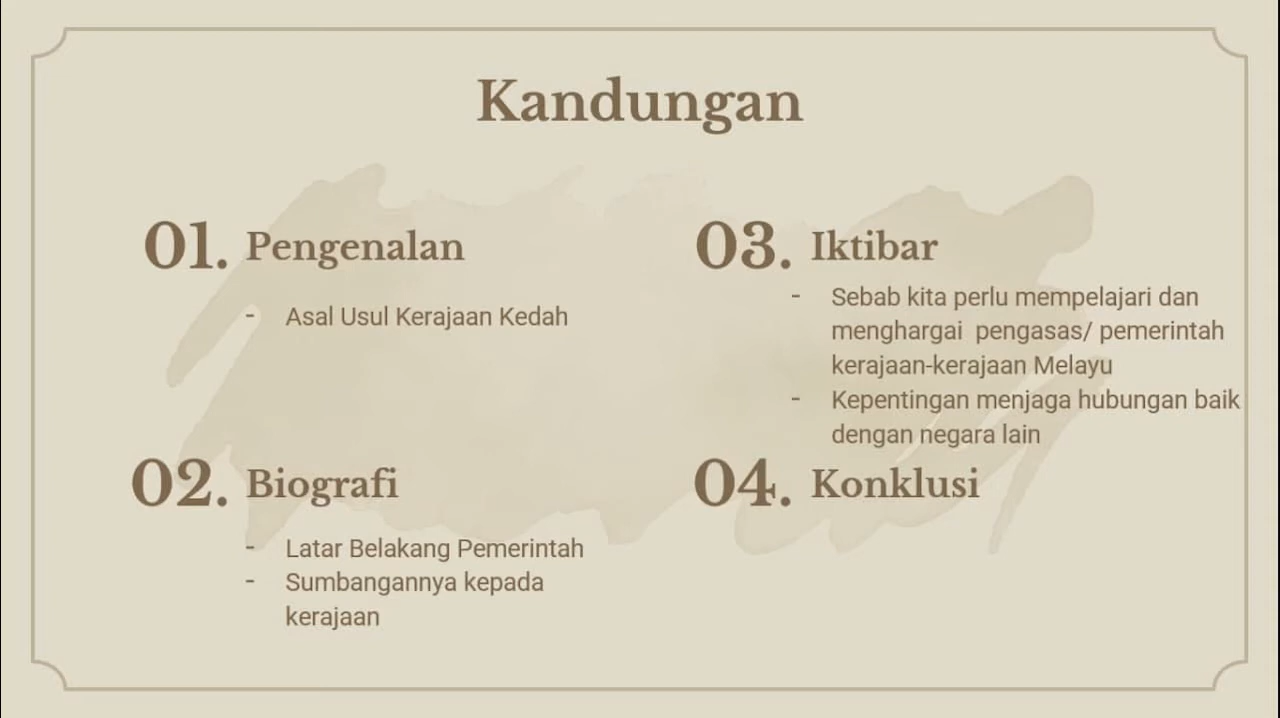 Kandungan
01. Pengenalan
- Asal Usul Kerajaan Kedah
02. Biografi
- Latar Belakang Pemerintah
- Sumbangannya kepada
kerajaan
03. Iktibar
- Sebab kita perlu mempelajari dan
menghargai pengasas/ pemerintah
kerajaan-kerajaan Melayu
- Kepentingan menjaga hubungan baik
dengan negara lain
04. Konklusi